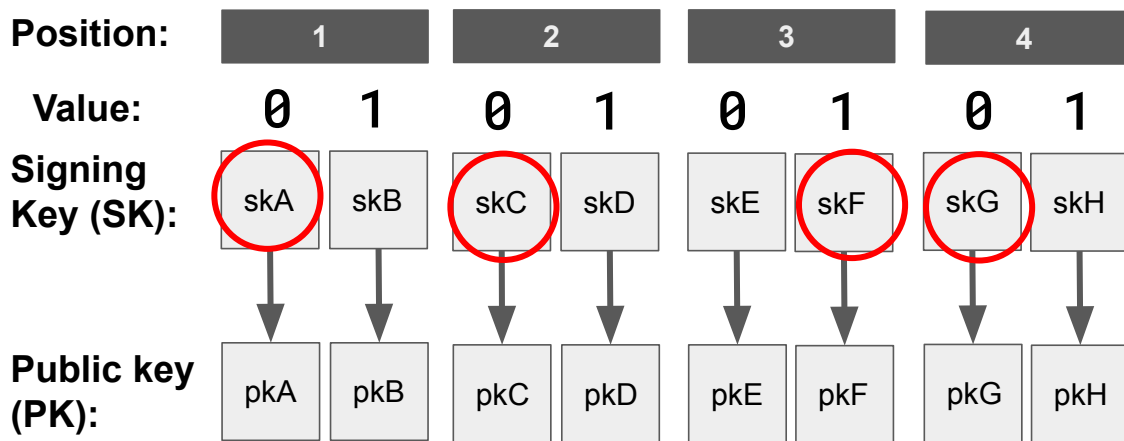 Position: 1 2 3 4
Value: 0 1 0 1 0 1 0 1
Signing
Key (SK): skA skB skC skD skE skF skG skH
Public key
(PK): pkA pkB pkC pkD pkE pkF pkG pkH